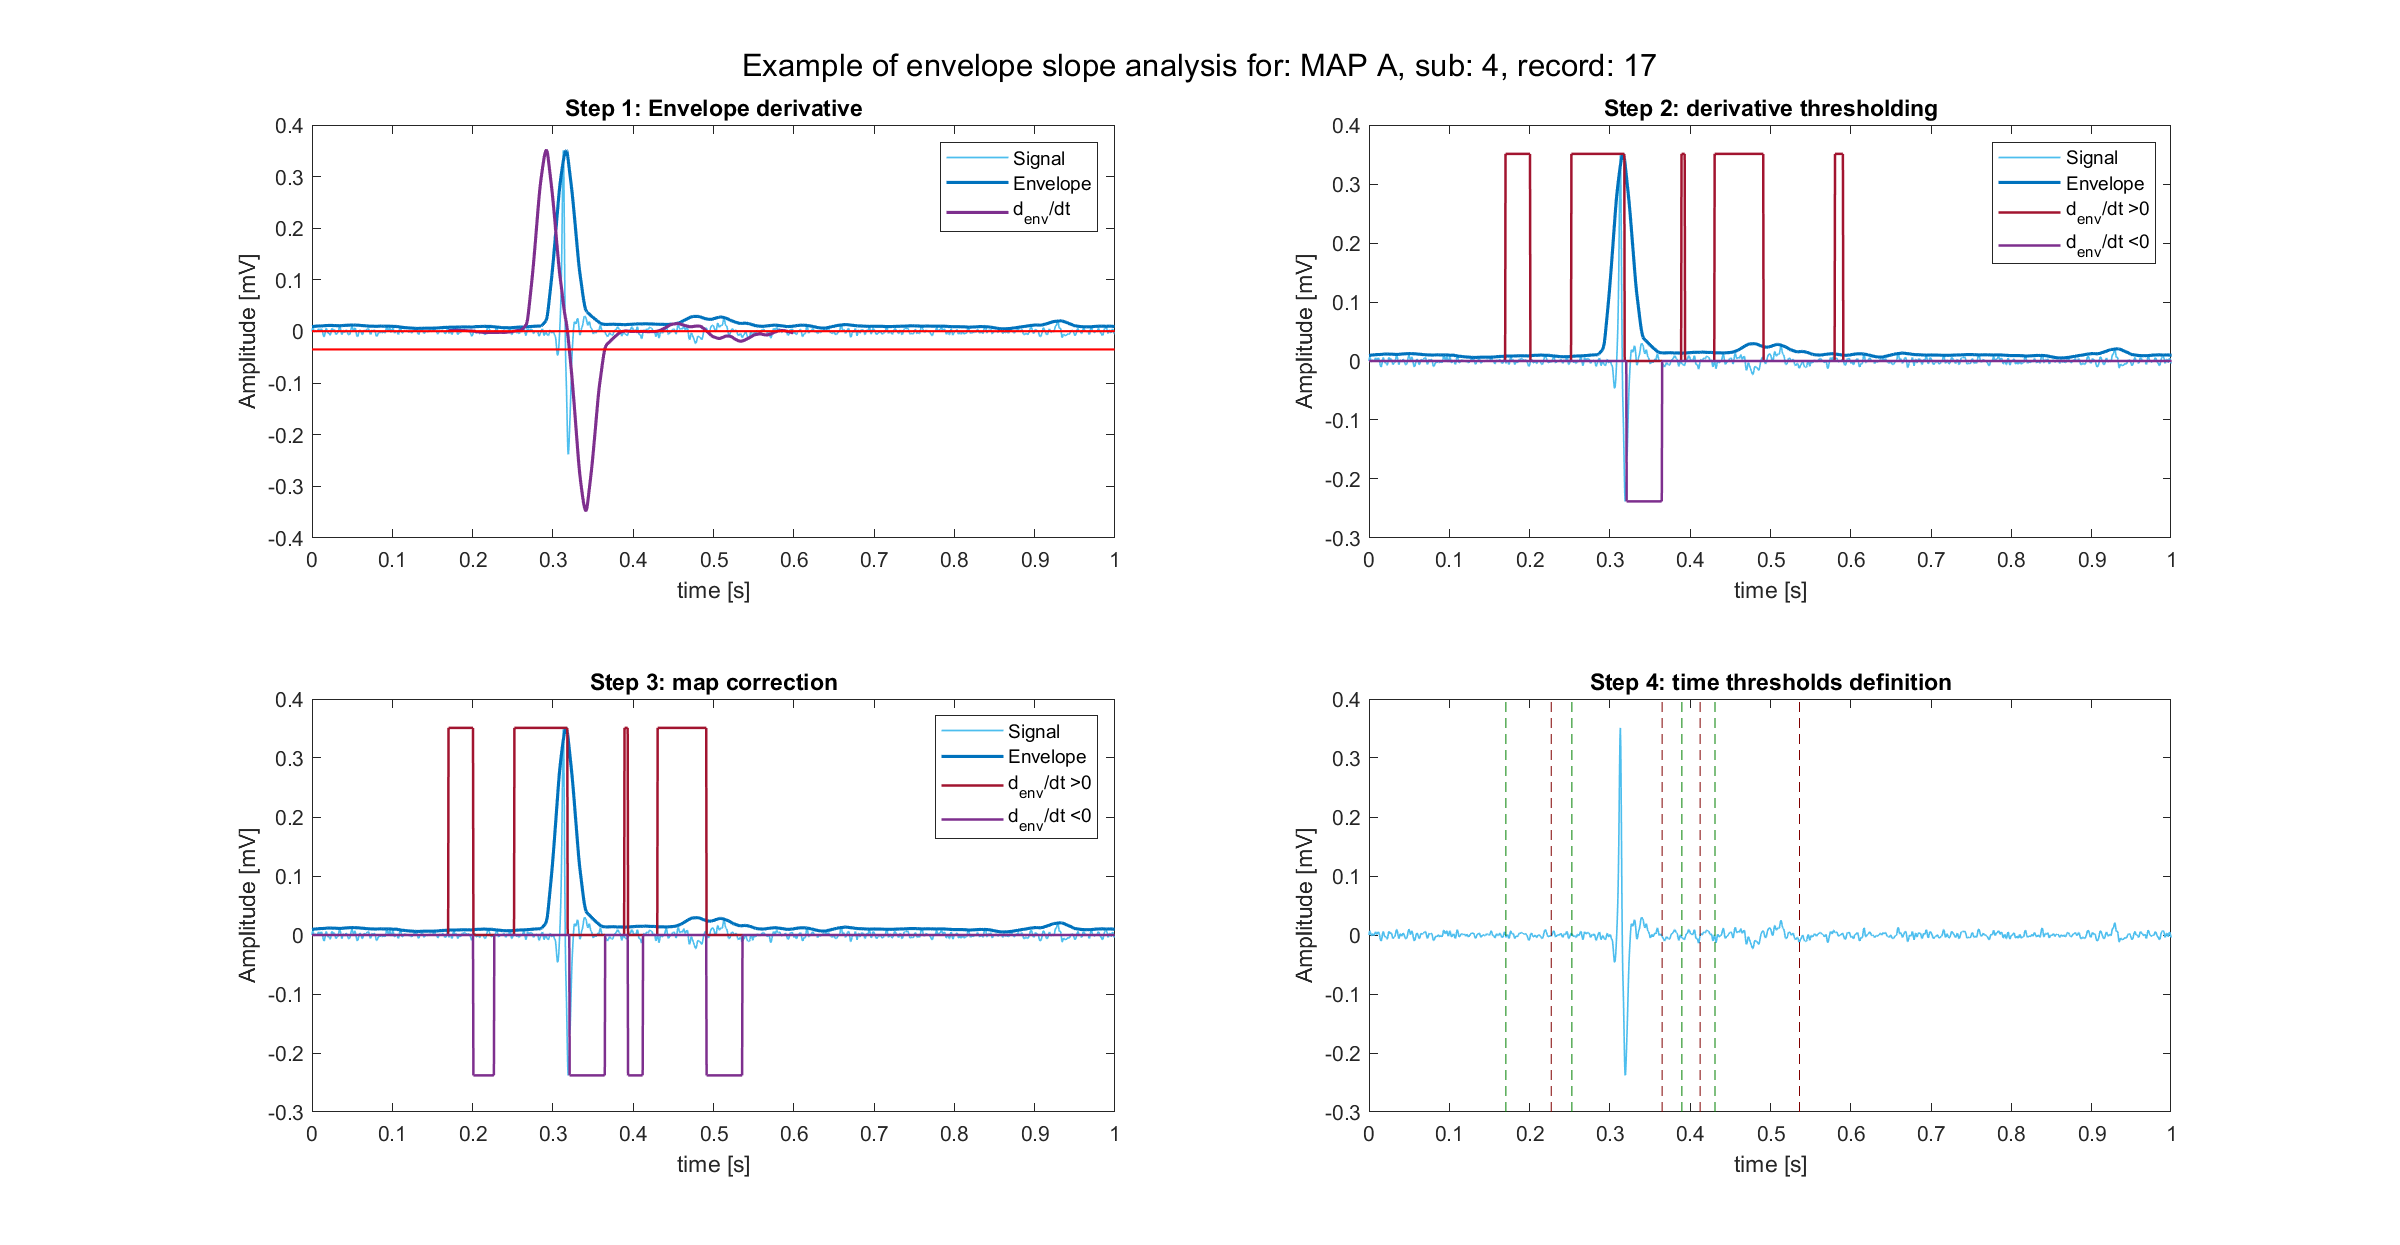 Example of envelope slope analysis for: MAP A, sub: 4, record: 17
Step 1: Envelope derivative
0.4
0.3
0.2
0.1
0
-0.1
-0.2
-0.3
-0.4
Amplitude [mV]
0 0.1 0.2 0.3 0.4 0.5 0.6 0.7 0.8 0.9 1
time [s]
Signal
Envelope
d_env/dt
Step 2: derivative thresholding
0.4
0.3
0.2
0.1
0
-0.1
-0.2
-0.3
Amplitude [mV]
0 0.1 0.2 0.3 0.4 0.5 0.6 0.7 0.8 0.9 1
time [s]
Signal
Envelope
d_env/dt >0
d_env/dt <0
Step 3: map correction
0.4
0.3
0.2
0.1
0
-0.1
-0.2
-0.3
Amplitude [mV]
0 0.1 0.2 0.3 0.4 0.5 0.6 0.7 0.8 0.9 1
time [s]
Signal
Envelope
d_env/dt >0
d_env/dt <0
Step 4: time thresholds definition
0.4
0.3
0.2
0.1
0
-0.1
-0.2
-0.3
Amplitude [mV]
0 0.1 0.2 0.3 0.4 0.5 0.6 0.7 0.8 0.9 1
time [s]